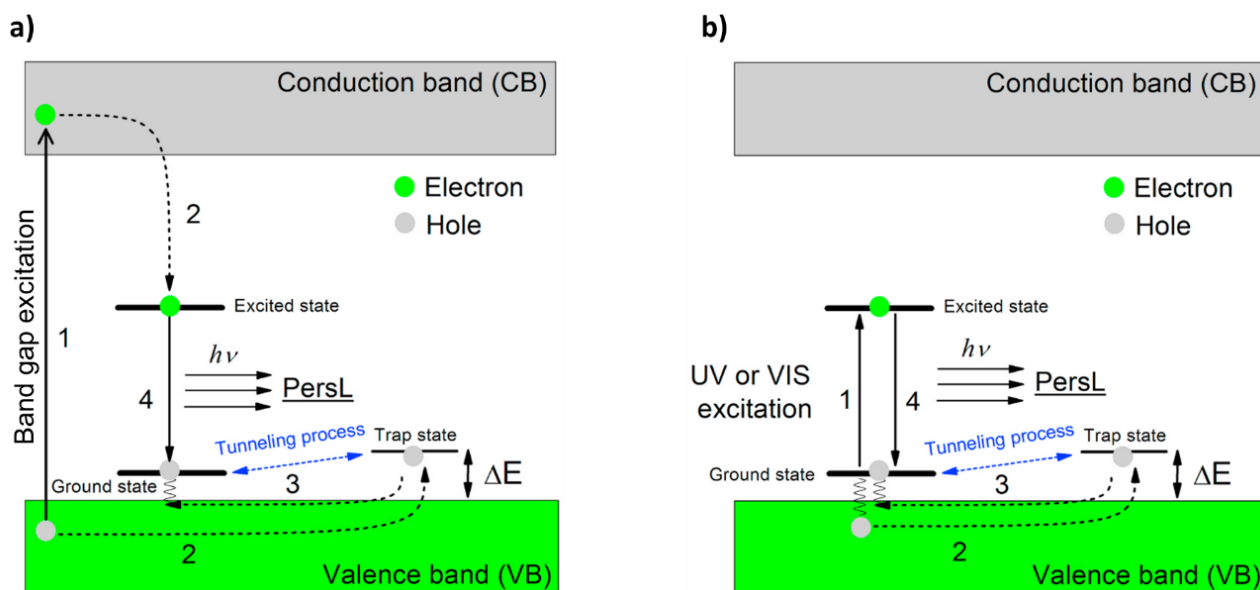 a)
Conduction band (CB)
Electron
Hole
Band gap excitation
1
2
Excited state
hν
4
PersL
Tunneling process
Trap state
Ground state
3
ΔE
2
Valence band (VB)
b)
Conduction band (CB)
Electron
Hole
Excited state
UV or VIS
excitation
1
4
hν
PersL
Tunneling process
Trap state
Ground state
3
ΔE
2
Valence band (VB)